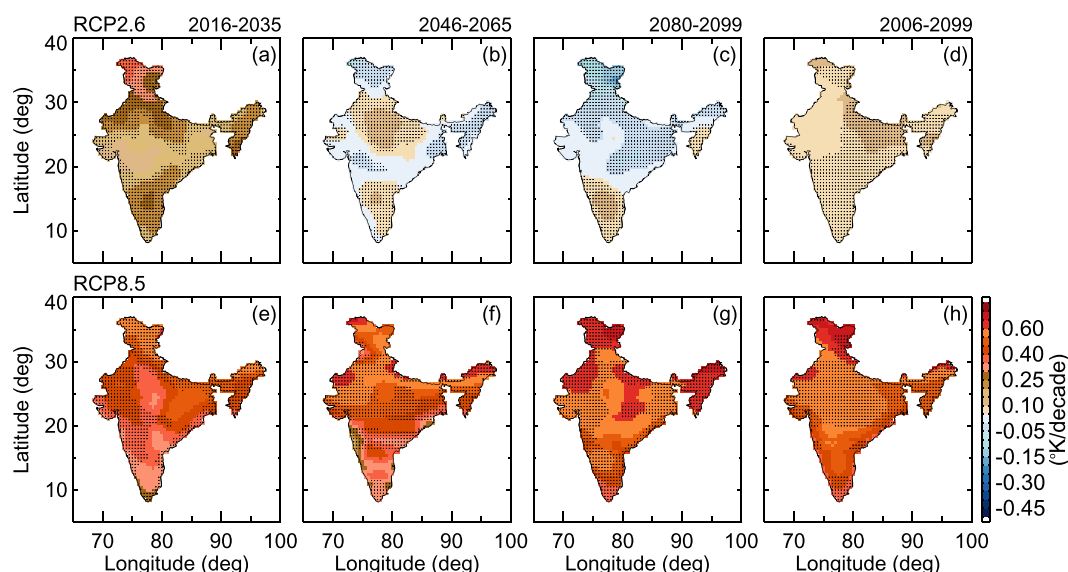 RCP2.6 2016-2035 2046-2065 2080-2099 2006-2099
40 (a) (b) (c) (d)
30
20
10
Latitude (deg)
RCP8.5
40 (e) (f) (g) (h)
30
20
10
Latitude (deg)
0.60
0.40
0.25
0.10
-0.05
-0.15
-0.30
-0.45
(°K/decade)
70 80 90 100 70 80 90 100 70 80 90 100 70 80 90 100
Longitude (deg) Longitude (deg) Longitude (deg) Longitude (deg)